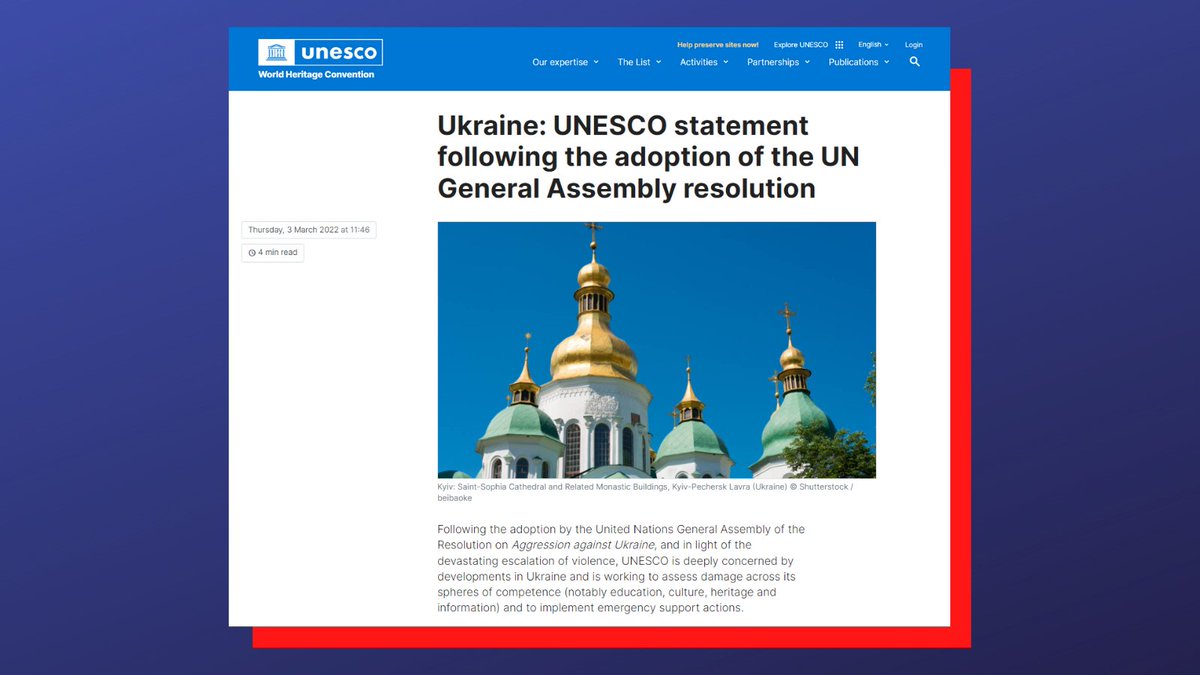 unesco
World Heritage Convention
Help preserve sites now! Explore UNESCO English Login
Our expertise The List Activities Partnerships Publications
Ukraine: UNESCO statement
following the adoption of the UN
General Assembly resolution
Thursday, 3 March 2022 at 11:46
4 min read
Kyiv: Saint-Sophia Cathedral and Related Monastic Buildings, Kyiv-Pechersk Lavra (Ukraine) © Shutterstock /
beibaoke
Following the adoption by the United Nations General Assembly of the
Resolution on Aggression against Ukraine, and in light of the
devastating escalation of violence, UNESCO is deeply concerned by
developments in Ukraine and is working to assess damage across its
spheres of competence (notably education, culture, heritage and
information) and to implement emergency support actions.